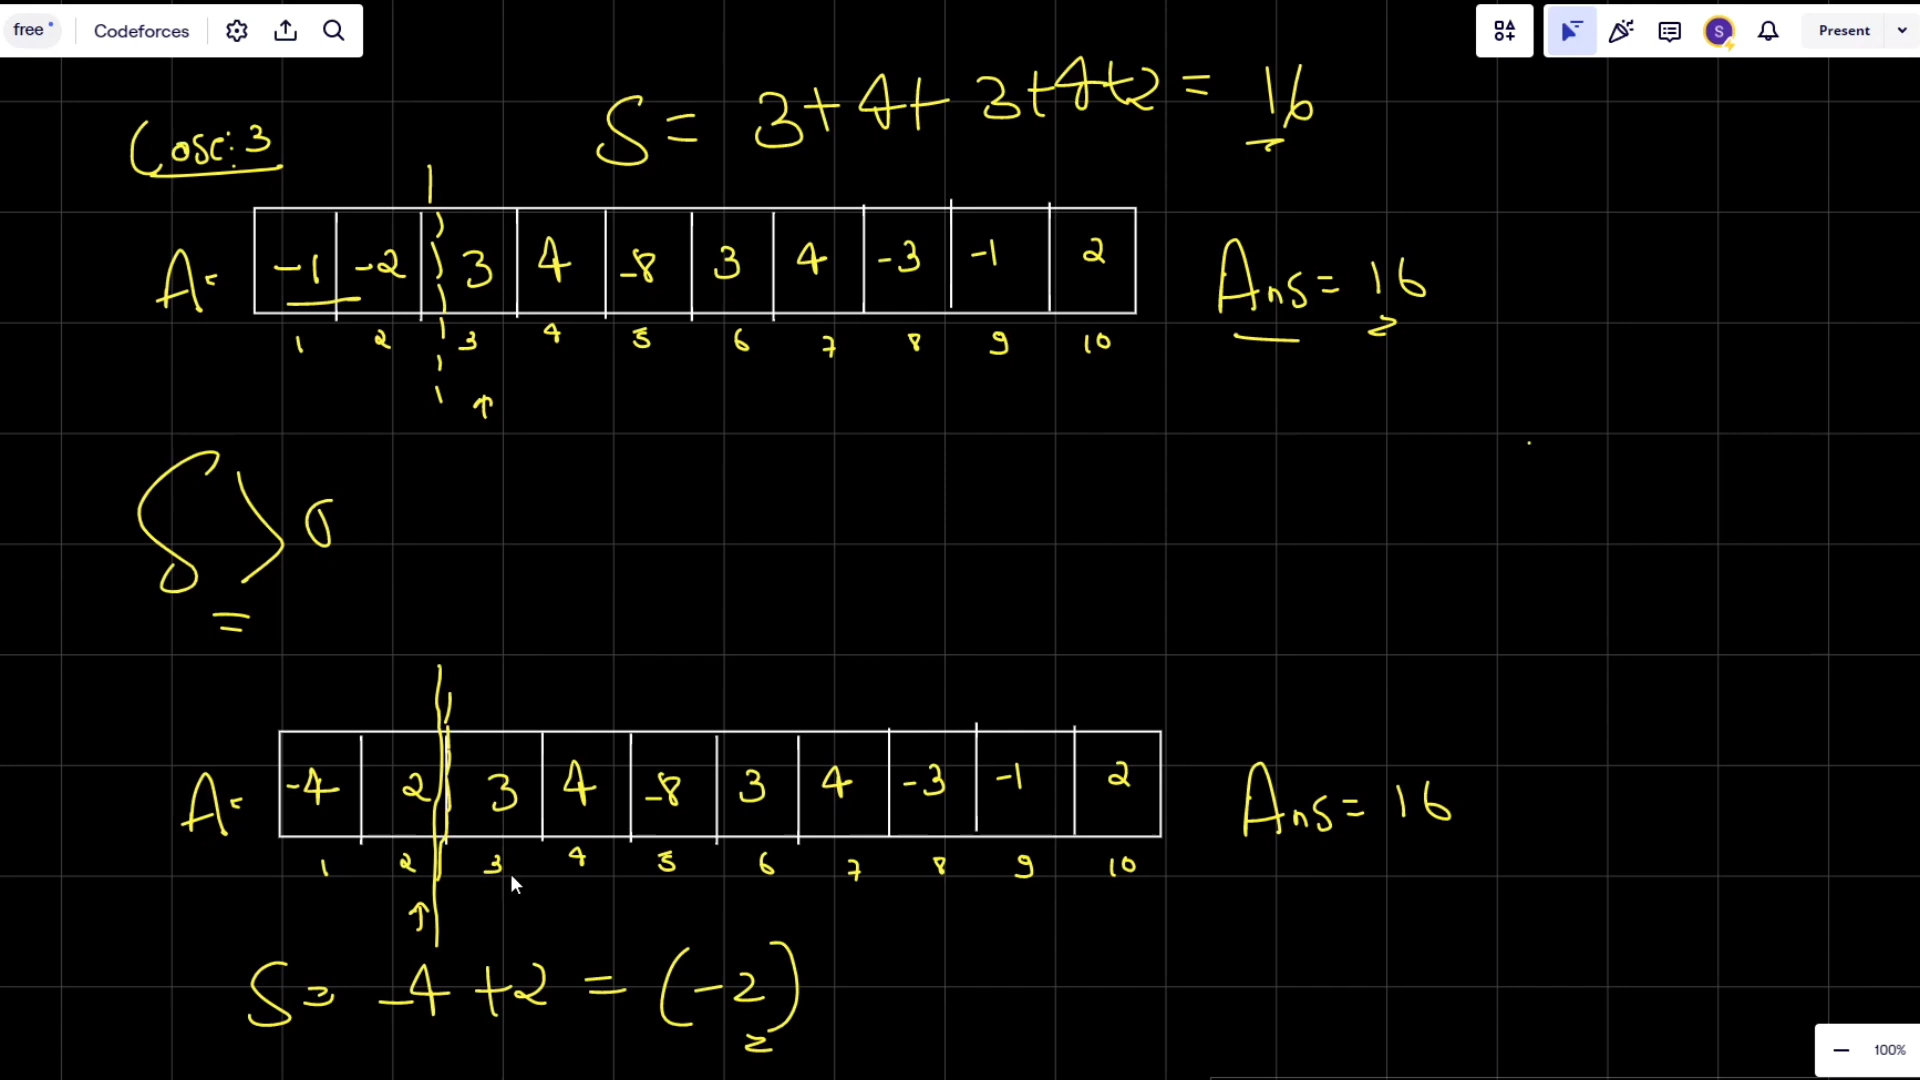 free Codeforces S Present
S = 3+4+ 3+4+2 = 16
Case: 3
A= -1 -2 3 4 -8 3 4 -3 -1 2 Ans = 16
1 2 3 4 5 6 7 8 9 10
S > 0
A= -4 2 3 4 -8 3 4 -3 -1 2 Ans = 16
1 2 3 4 5 6 7 8 9 10
S= -4 +2 = (-2)
100%